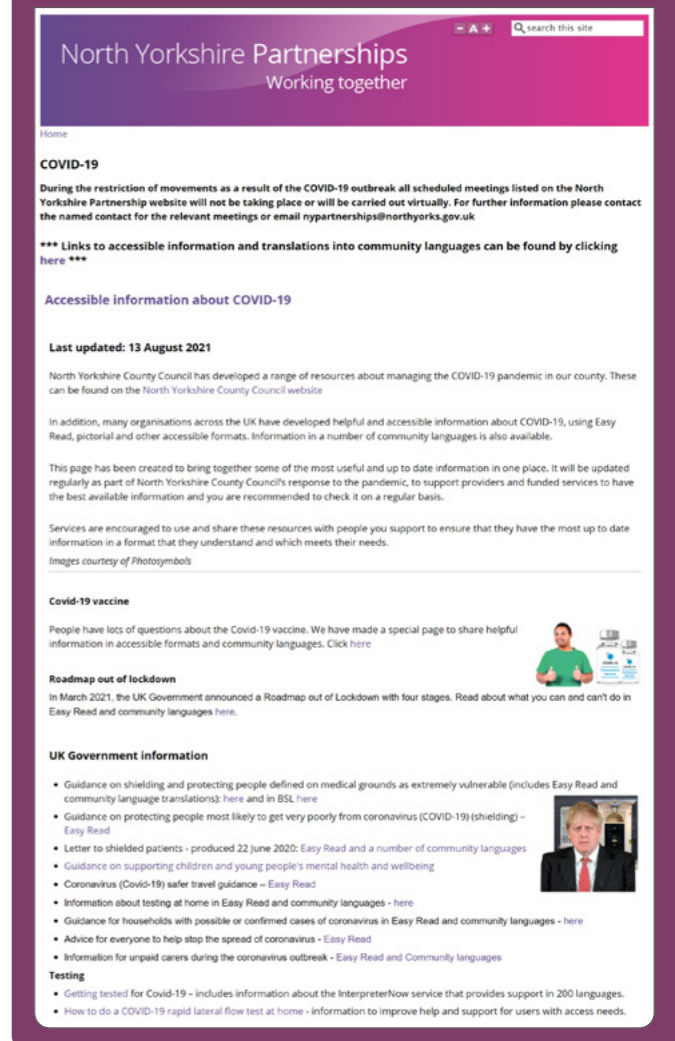 - A +
search this site
North Yorkshire Partnerships
Working together
Home
COVID-19
During the restriction of movements as a result of the COVID-19 outbreak all scheduled meetings listed on the North
Yorkshire Partnership website will not be taking place or will be carried out virtually. For further information please contact
the named contact for the relevant meetings or email nypartnerships@northyorks.gov.uk
*** Links to accessible information and translations into community languages can be found by clicking
here ***
Accessible information about COVID-19
Last updated: 13 August 2021
North Yorkshire County Council has developed a range of resources about managing the COVID-19 pandemic in our county. These
can be found on the North Yorkshire County Council website
In addition, many organisations across the UK have developed helpful and accessible information about COVID-19, using Easy
Read, pictorial and other accessible formats. Information in a number of community languages is also available.
This page has been created to bring together some of the most useful and up to date information in one place. It will be updated
regularly as part of North Yorkshire County Council's response to the pandemic, to support providers and funded services to have
the best available information and you are recommended to check it on a regular basis.
Services are encouraged to use and share these resources with people you support to ensure that they have the most up to date
information in a format that they understand and which meets their needs.
Images courtesy of Photosymbols
Covid-19 vaccine
People have lots of questions about the Covid-19 vaccine. We have made a special page to share helpful
information in accessible formats and community languages. Click here
Roadmap out of lockdown
In March 2021, the UK Government announced a Roadmap out of Lockdown with four stages. Read about what you can and can't do in
Easy Read and community languages here.
UK Government information
• Guidance on shielding and protecting people defined on medical grounds as extremely vulnerable (includes Easy Read and
community language translations): here and in BSL here
• Guidance on protecting people most likely to get very poorly from coronavirus (COVID-19) (shielding) –
Easy Read
• Letter to shielded patients - produced 22 June 2020: Easy Read and a number of community languages
• Guidance on supporting children and young people's mental health and wellbeing
• Coronavirus (Covid-19) safer travel guidance – Easy Read
• Information about testing at home in Easy Read and community languages - here
• Guidance for households with possible or confirmed cases of coronavirus in Easy Read and community languages - here
• Advice for everyone to help stop the spread of coronavirus - Easy Read
• Information for unpaid carers during the coronavirus outbreak - Easy Read and Community languages
Testing
• Getting tested for Covid-19 – includes information about the InterpreterNow service that provides support in 200 languages.
• How to do a COVID-19 rapid lateral flow test at home - information to improve help and support for users with access needs.